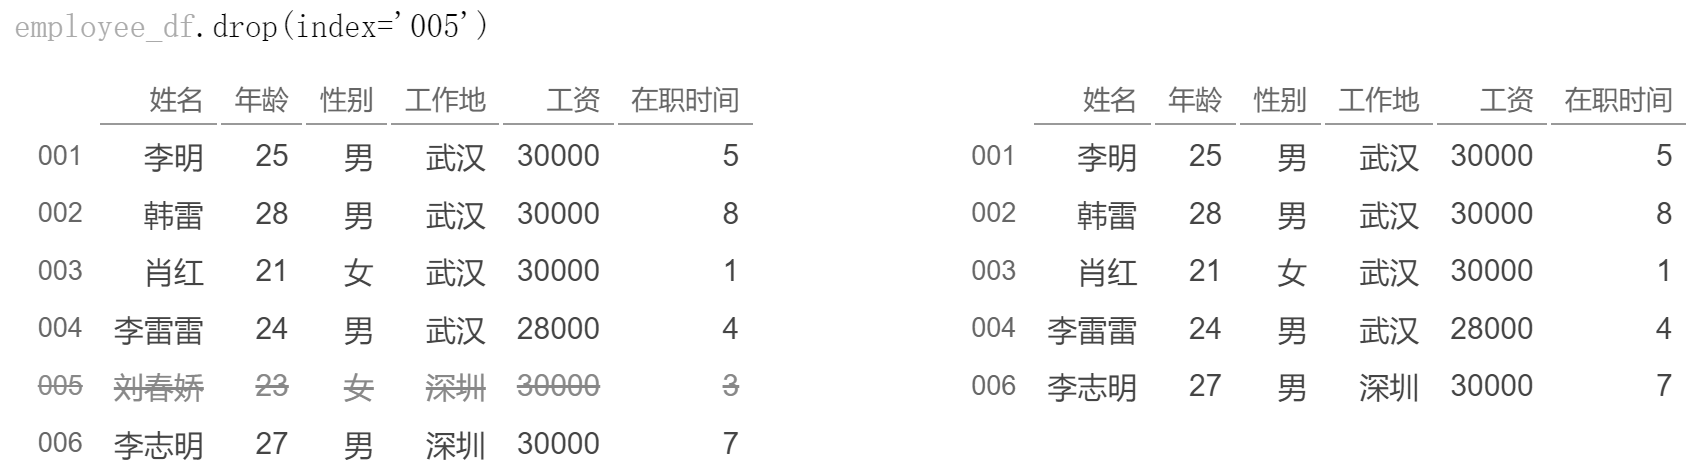 employee_df.drop(index='005')
姓名 年龄 性别 工作地 工资 在职时间
001 李明 25 男 武汉 30000 5
002 韩雷 28 男 武汉 30000 8
003 肖红 21 女 武汉 30000 1
004 李雷雷 24 男 武汉 28000 4
005 刘春娇 23 女 深圳 30000 3
006 李志明 27 男 深圳 30000 7
姓名 年龄 性别 工作地 工资 在职时间
001 李明 25 男 武汉 30000 5
002 韩雷 28 男 武汉 30000 8
003 肖红 21 女 武汉 30000 1
004 李雷雷 24 男 武汉 28000 4
006 李志明 27 男 深圳 30000 7